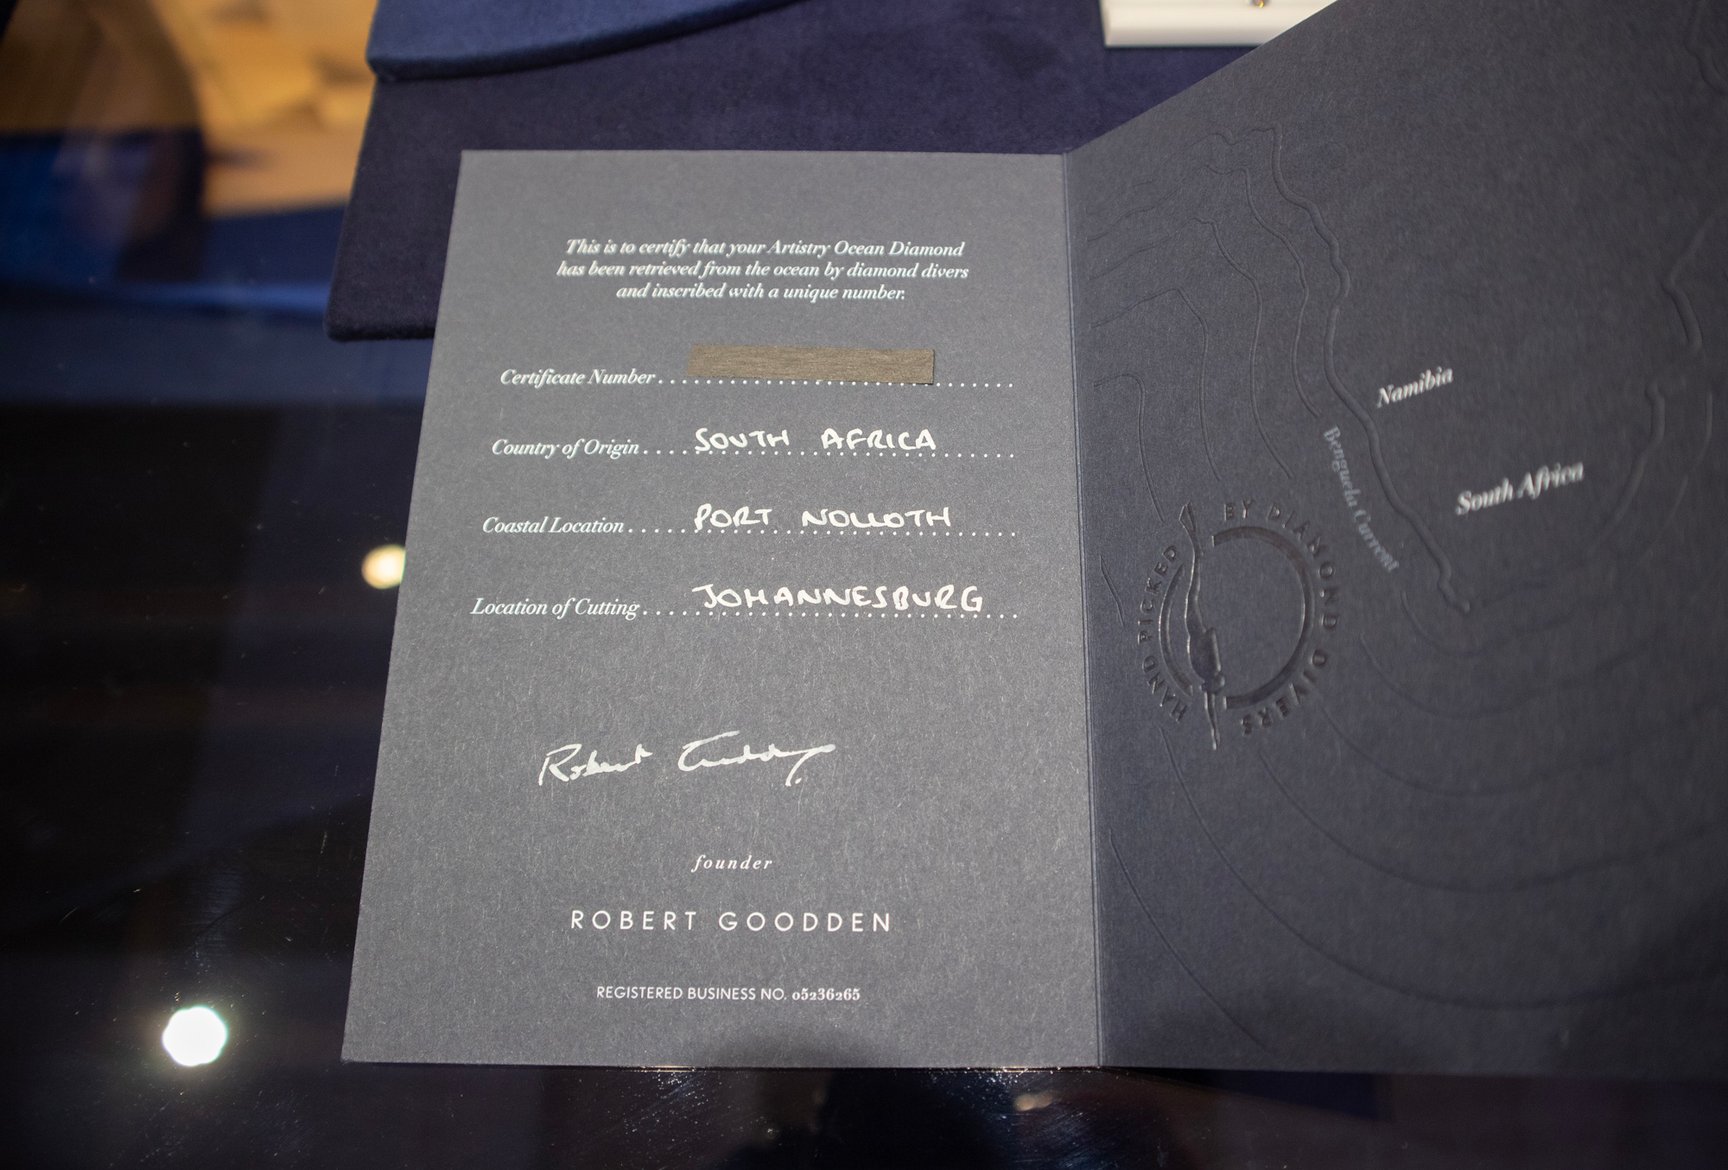 This is to certify that your Artistry Ocean Diamond
has been retrieved from the ocean by diamond divers
and inscribed with a unique number.
Certificate Number
Country of Origin .... SOUTH AFRICA
Coastal Location ..... PORT NOLLOTH
Location of Cutting .... JOHANNESBURG
Robert Goodden
founder
ROBERT GOODDEN
REGISTERED BUSINESS NO. 05236265
Namibia
South Africa
Benguela Current
HAND PICKED BY DIAMOND DIVERS